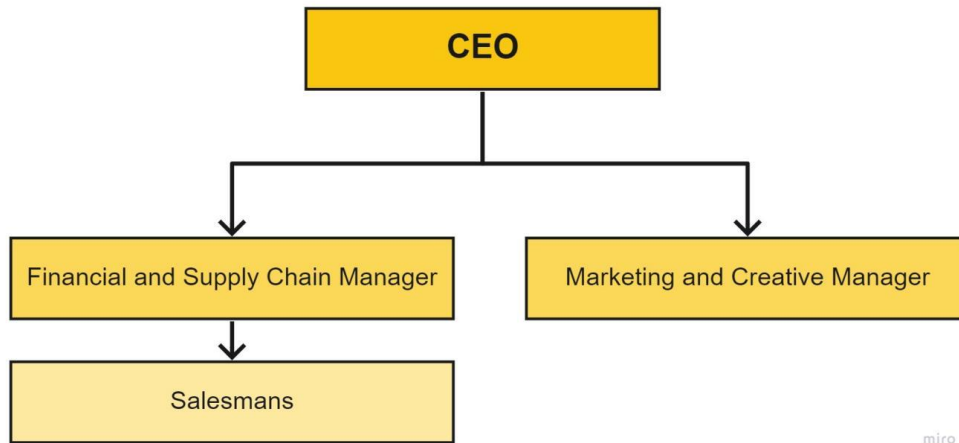 CEO
Financial and Supply Chain Manager
Marketing and Creative Manager
Salesmans
miro